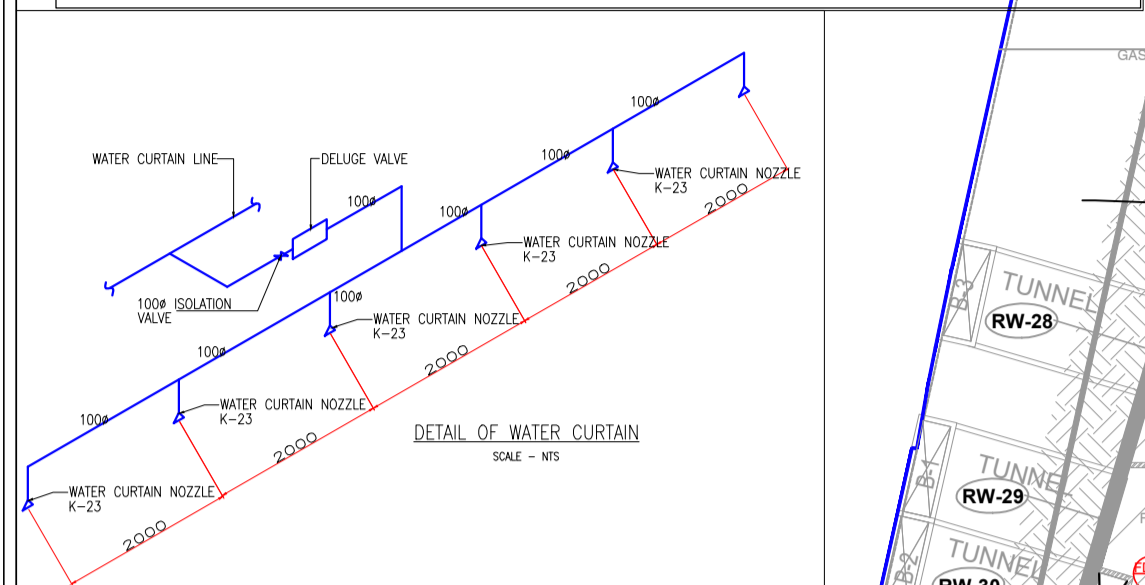 GAS
100ø
100ø
WATER CURTAIN LINE
DELUGE VALVE
WATER CURTAIN NOZZLE
K-23
100ø
2000
100ø
WATER CURTAIN NOZZLE
K-23
2000
100ø ISOLATION
VALVE
100ø
WATER CURTAIN NOZZLE
K-23
2000
100ø
WATER CURTAIN NOZZLE
K-23
2000
100ø
WATER CURTAIN NOZZLE
K-23
2000
DETAIL OF WATER CURTAIN
SCALE - NTS
B-3
TUNNEL
RW-28
B-1
TUNNEL
RW-29
B-2
TUNNEL
RW-30